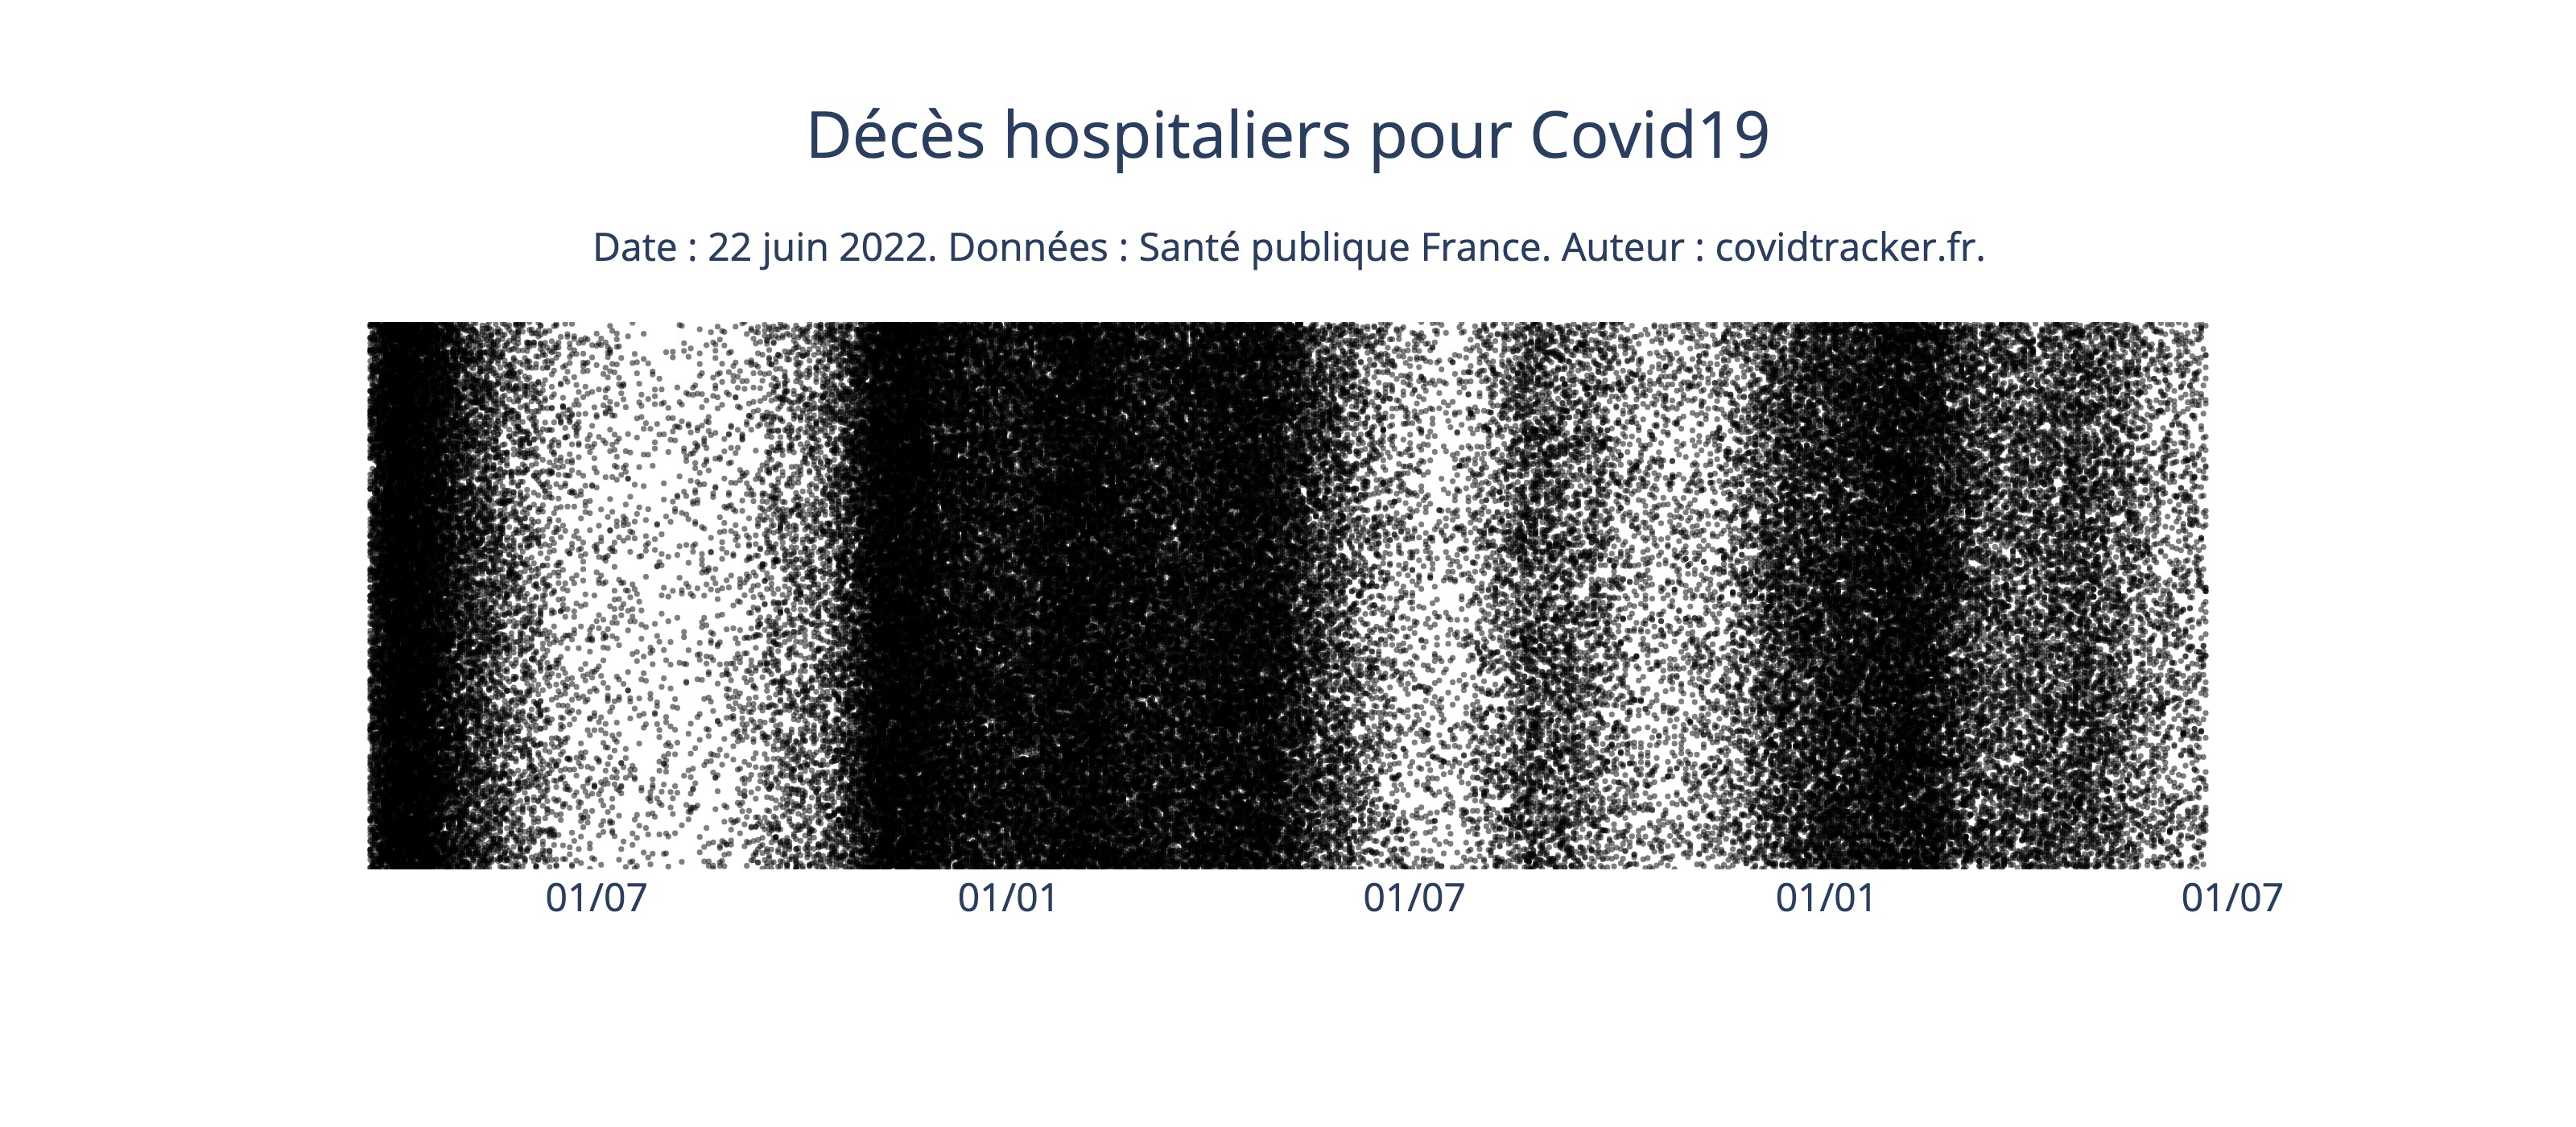 Décès hospitaliers pour Covid19
Date : 22 juin 2022. Données : Santé publique France. Auteur : covidtracker.fr.
01/07 01/01 01/07 01/01 01/07